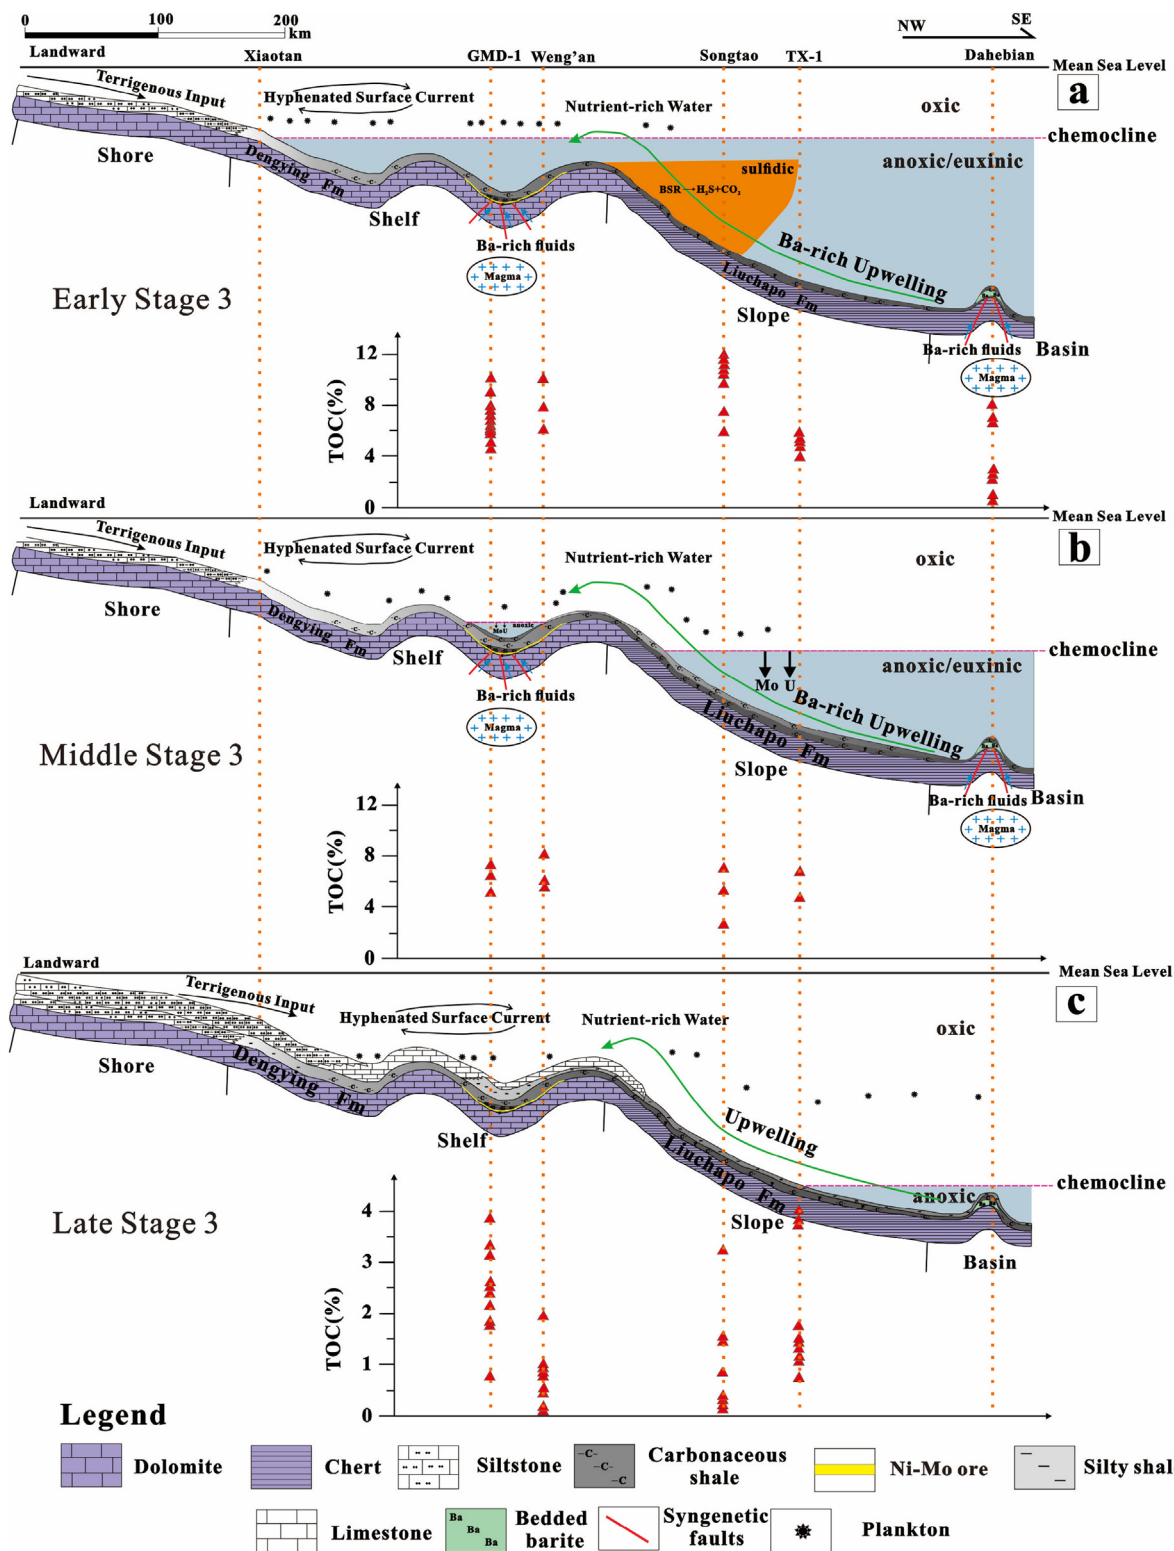 0 100 200
km
NW SE
Landward Xiaotan GMD-1 Weng'an Songtao TX-1 Dahebian Mean Sea Level
Terrigenous Input
Hyphenated Surface Current
Nutrient-rich Water
oxic
a
chemocline
anoxic/euxinic
Shore
Dengying Fm
Shelf
sulfidic
BSR→H₂S+CO₂
Ba-rich fluids
Magma
Ba-rich Upwelling
Liuchapo Fm
Slope
Early Stage 3
Ba-rich fluids
Basin
Magma
TOC(%)
12
8
4
0
Landward
Mean Sea Level
Terrigenous Input
Hyphenated Surface Current
Nutrient-rich Water
oxic
b
Shore
Dengying Fm
Shelf
anoxic
Mo U
chemocline
anoxic/euxinic
Mo U
Ba-rich fluids
Magma
Ba-rich Upwelling
Liuchapo Fm
Slope
Middle Stage 3
Ba-rich fluids
Basin
Magma
TOC(%)
12
8
4
0
Landward
Mean Sea Level
Terrigenous Input
Hyphenated Surface Current
Nutrient-rich Water
oxic
c
Shore
Dengying Fm
Shelf
Upwelling
Liuchapo Fm
Slope
chemocline
anoxic
Basin
Late Stage 3
TOC(%)
4
3
2
1
0
Legend
Dolomite
Chert
Siltstone
-C-
-C-
-C
Carbonaceous
shale
Ni-Mo ore
Silty shal
Limestone
Ba
Ba
Ba
Bedded
barite
Syngenetic
faults
Plankton